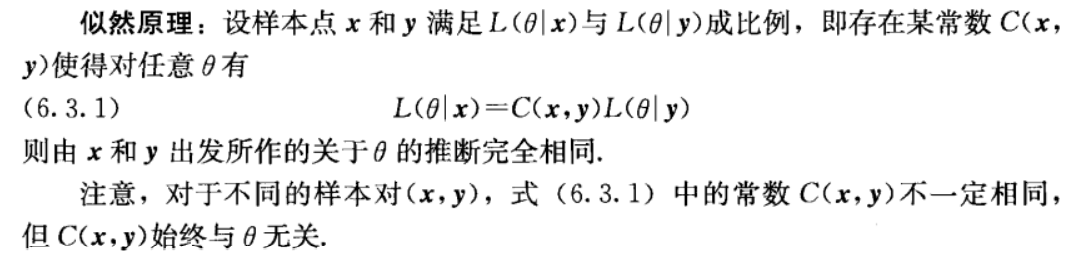 似然原理：设样本点 x 和 y 满足 L(θ|x)与 L(θ|y)成比例，即存在某常数 C(x,
y)使得对任意 θ 有
(6.3.1) L(θ|x)=C(x,y)L(θ|y)
则由 x 和 y 出发所作的关于 θ 的推断完全相同.
注意，对于不同的样本对(x,y)，式（6.3.1）中的常数 C(x,y)不一定相同，
但 C(x,y)始终与 θ 无关.